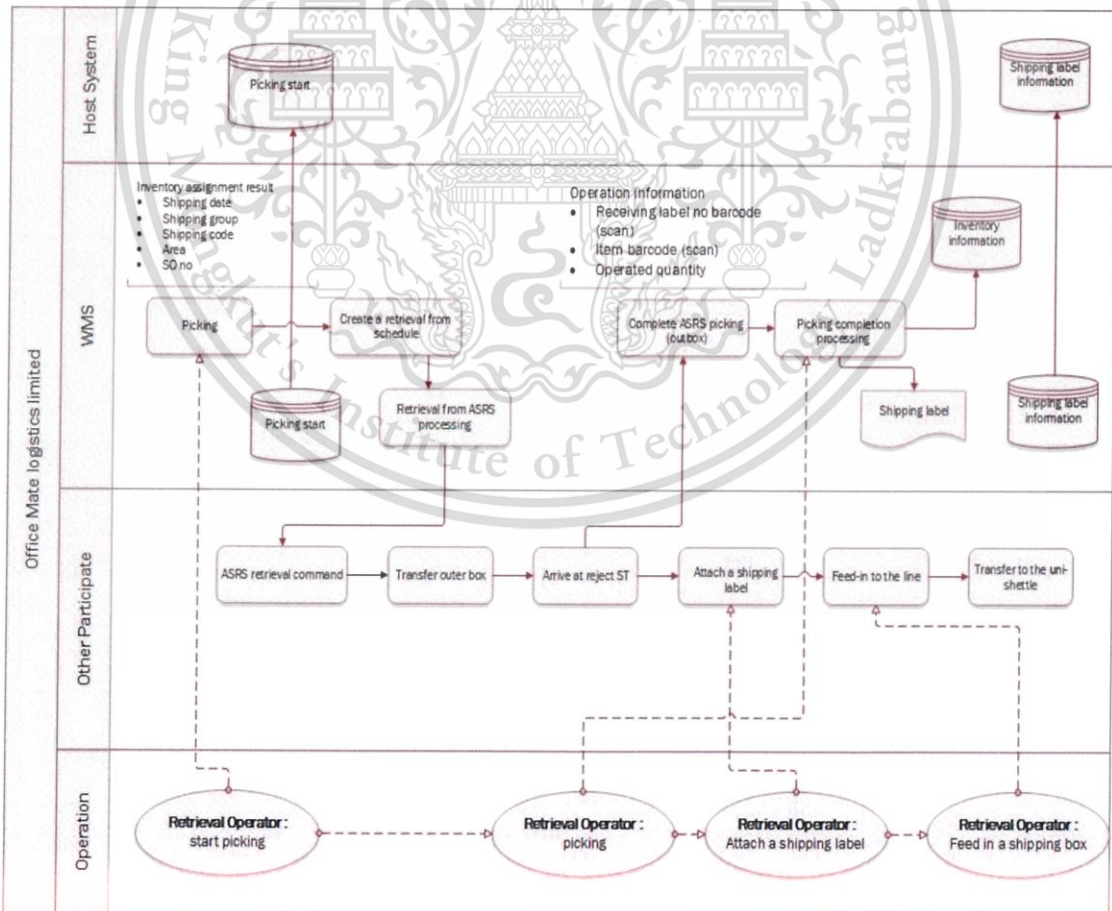 Office Mate logistics limited
Host System
Picking start
Shipping label
information
WMS
Inventory assignment result
• Shipping date
• Shipping group
• Shipping code
• Area
• SO no
Operation information
• Receiving label no barcode
(scan)
• Item barcode (scan)
• Operated quantity
Inventory
information
Picking
Create a retrieval from
schedule
Complete ASRS picking
(outbox)
Picking completion
processing
Picking start
Retrieval from ASRS
processing
Shipping label
Shipping label
information
Other Participate
ASRS retrieval command
Transfer outer box
Arrive at reject ST
Attach a shipping
label
Feed-in to the line
Transfer to the uni-
shettle
Operation
Retrieval Operator :
start picking
Retrieval Operator :
picking
Retrieval Operator :
Attach a shipping label
Retrieval Operator :
Feed in a shipping box
King Mongkut's Institute of Technology Ladkrabang